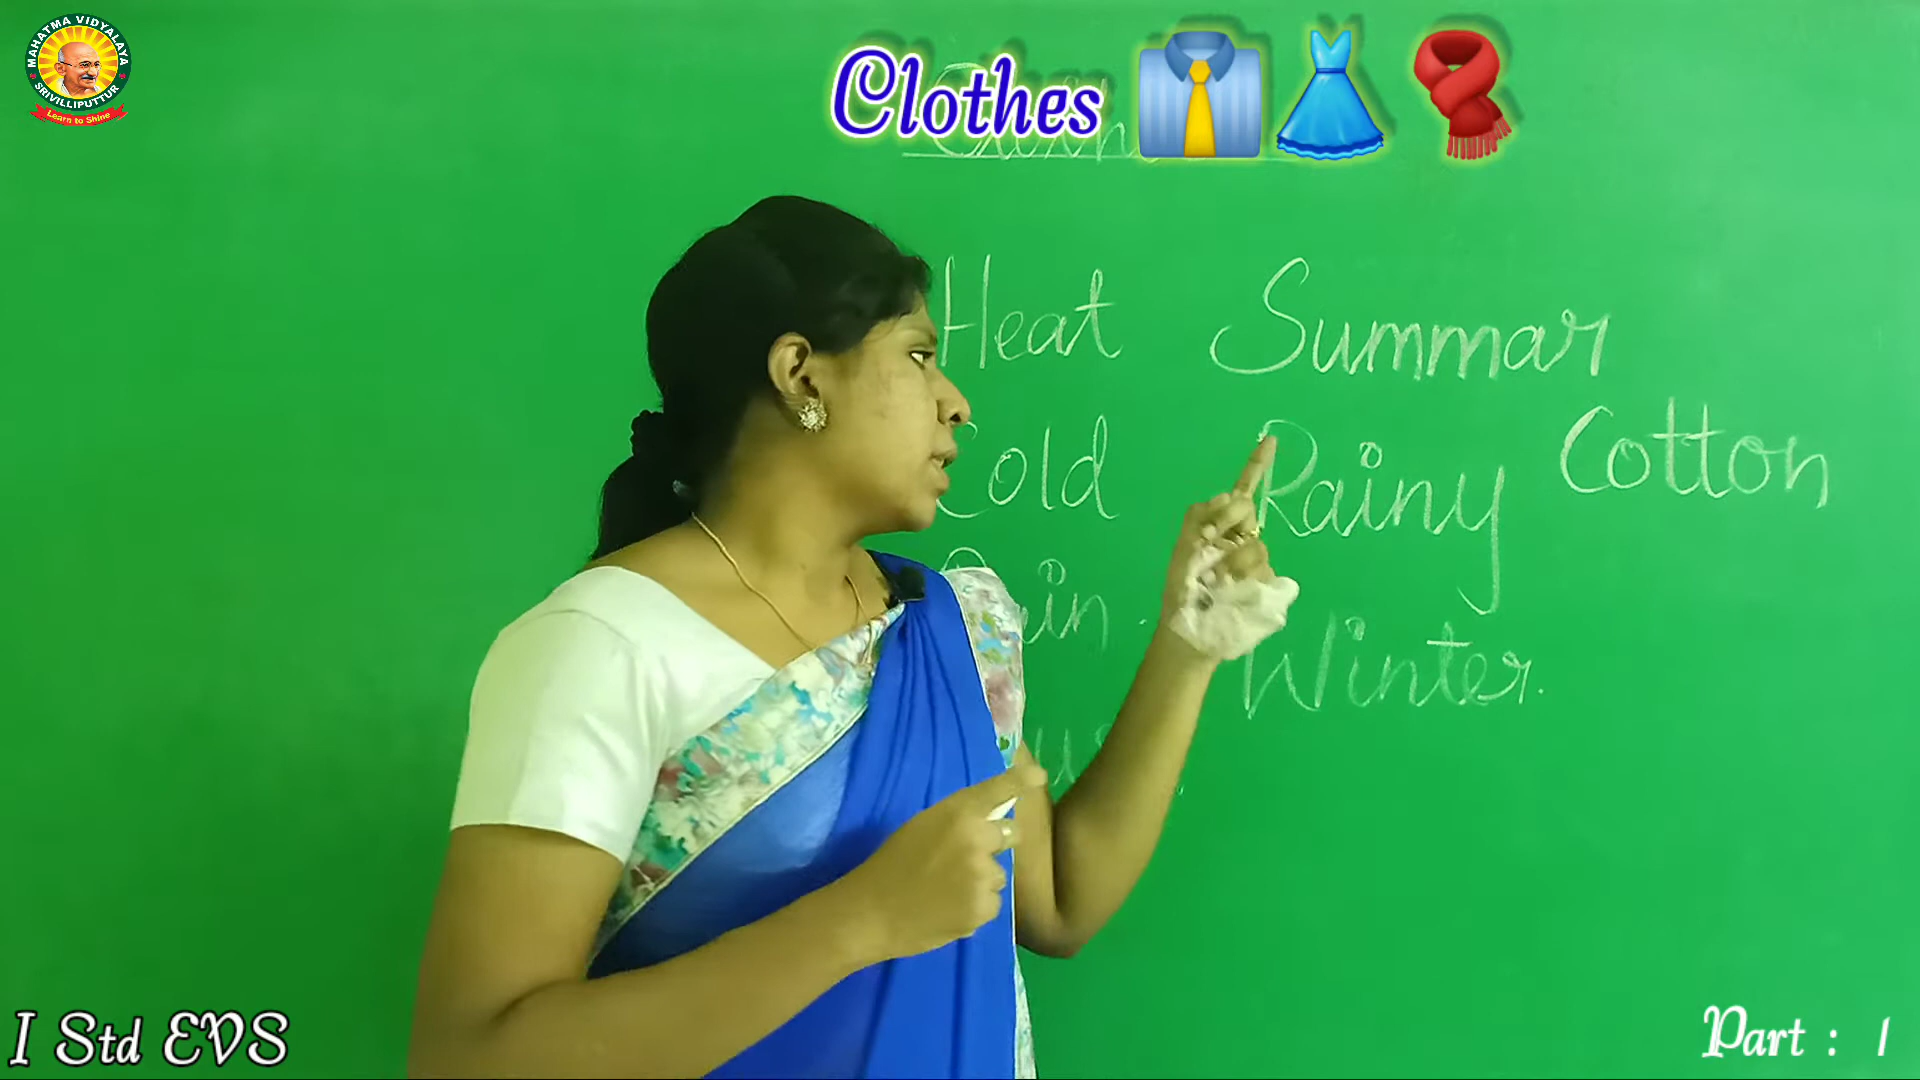 MAHATMA VIDYALAYA
SRIVILLIPUTTUR
Learn to Shine
Clothes
Heat Summar
Cold Rainy Cotton
Winter.
I Std EVS
Part : 1